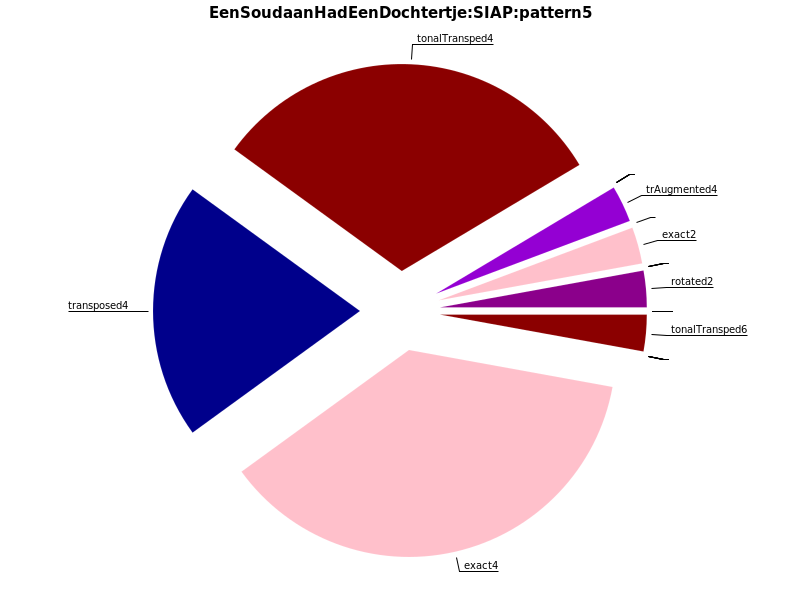 EenSoudaanHadEenDochtertje:SIAP:pattern5
tonalTransped4
trAugmented4
exact2
rotated2
transposed4
tonalTransped6
exact4